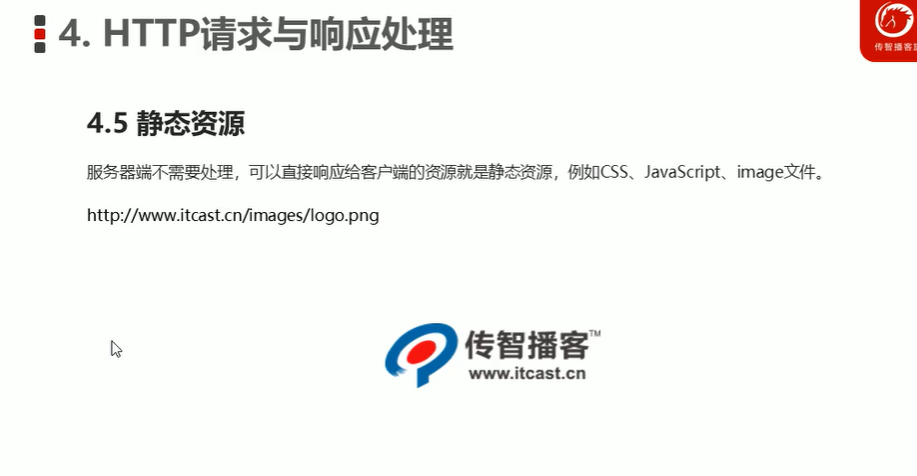 4. HTTP请求与响应处理
传智播客
4.5 静态资源
服务器端不需要处理，可以直接响应给客户端的资源就是静态资源，例如CSS、JavaScript、image文件。
http://www.itcast.cn/images/logo.png
传智播客™
www.itcast.cn